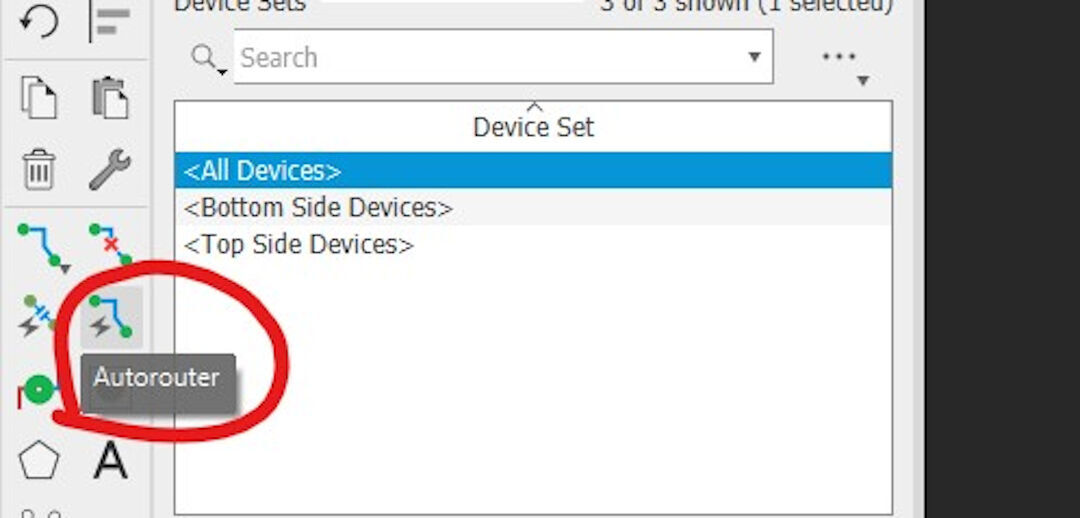 Device Sets
3 of 3 shown (1 selected)
Search
Device Set
<All Devices>
<Bottom Side Devices>
<Top Side Devices>
Autorouter
A